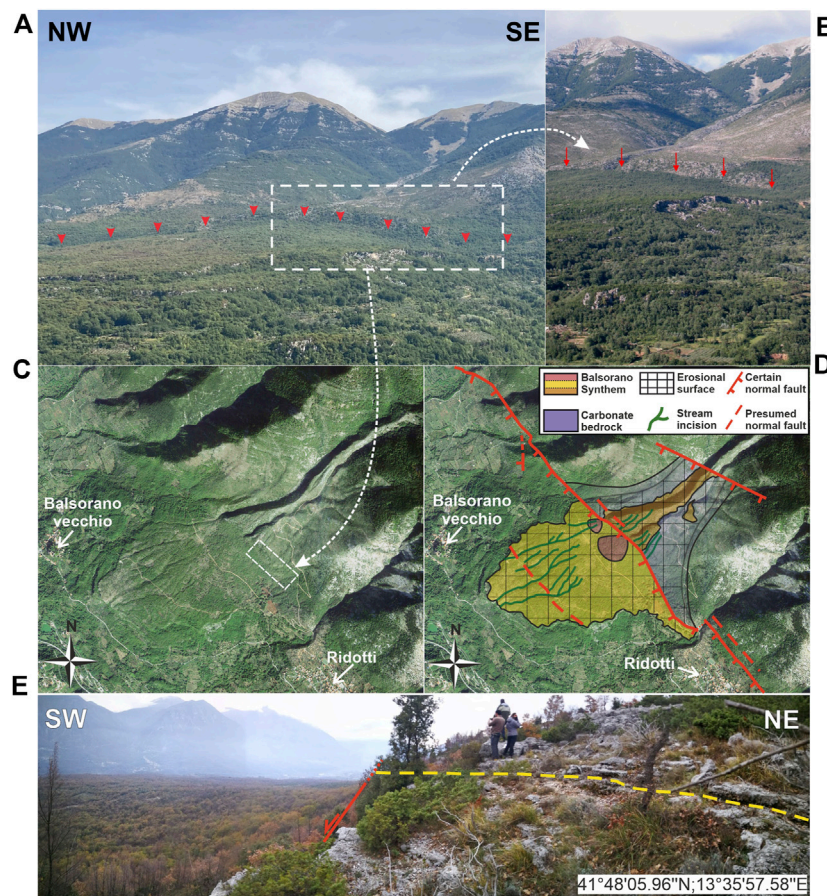 A
NW
SE
B
C
Balsorano
vecchio
N
Ridotti
D
Balsorano
Synthem
Erosional
surface
Certain
normal fault
Carbonate
bedrock
Stream
incision
Presumed
normal fault
N
Ridotti
Balsorano
vecchio
E
SW
NE
41°48'05.96"N;13°35'57.58"E